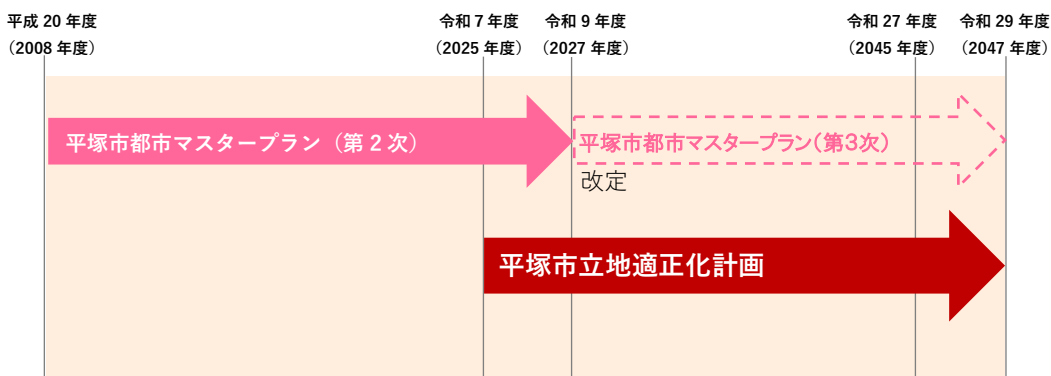 平成 20 年度
（2008 年度）
令和 7 年度
（2025 年度）
令和 9 年度
（2027 年度）
令和 27 年度
（2045 年度）
令和 29 年度
（2047 年度）
平塚市都市マスタープラン（第 2 次）
平塚市都市マスタープラン（第3次）
改定
平塚市立地適正化計画